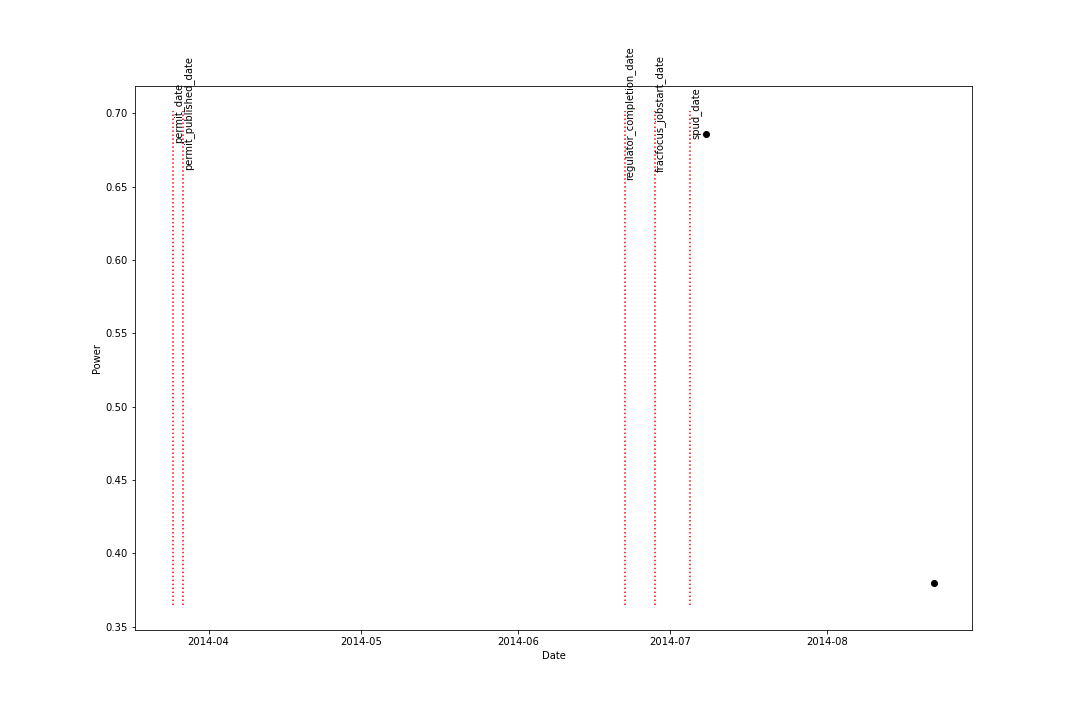 permit_date
permit_published_date
regulator_completion_date
fracfocus_jobstart_date
spud_date
0.70
0.65
0.60
0.55
0.50
0.45
0.40
0.35
Power
2014-04
2014-05
2014-06
2014-07
2014-08
Date